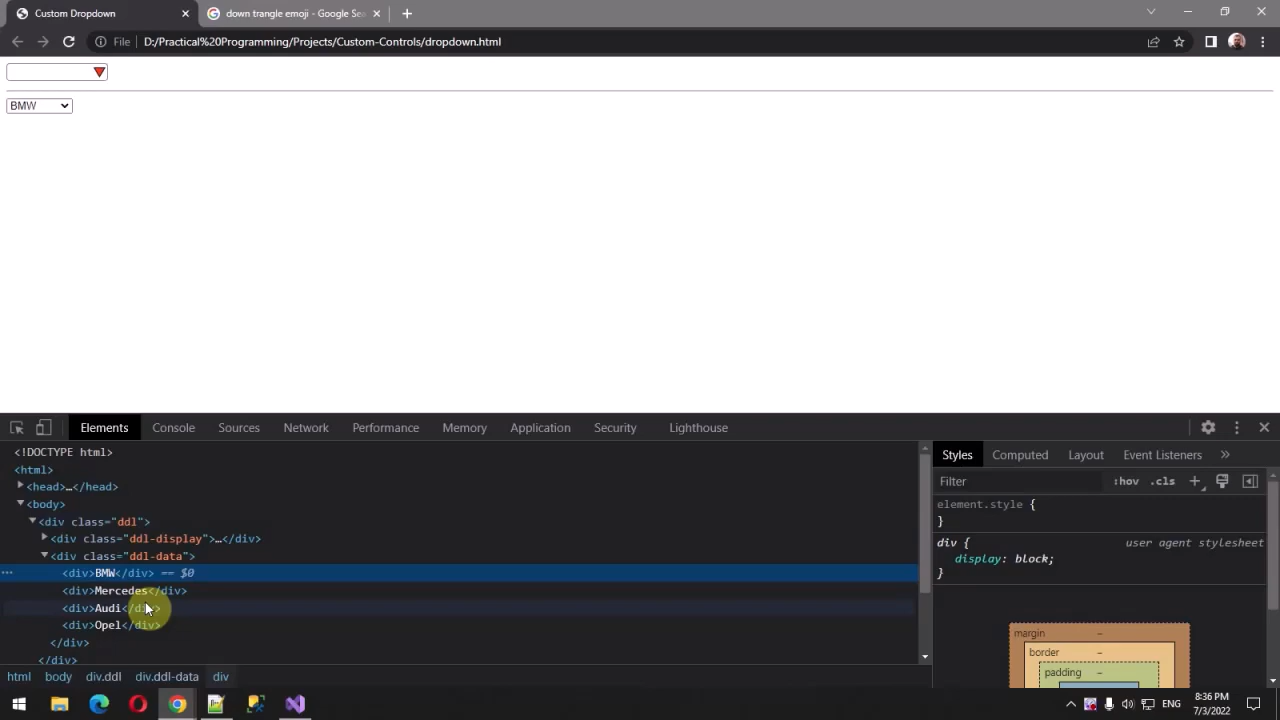 Custom Dropdown
down trangle emoji - Google Sea
File
D:/Practical%20Programming/Projects/Custom-Controls/dropdown.html
BMW
Elements
Console
Sources
Network
Performance
Memory
Application
Security
Lighthouse
<!DOCTYPE html>
<html>
<head>…</head>
<body>
<div class="ddl">
<div class="ddl-display">…</div>
<div class="ddl-data">
<div>BMW</div> == $0
<div>Mercedes</div>
<div>Audi</div>
<div>Opel</div>
</div>
</div>
html body div.ddl div.ddl-data div
Styles
Computed
Layout
Event Listeners
Filter
:hov .cls
element.style {
}
div {
user agent stylesheet
display: block;
}
margin –
border –
padding –
ENG
8:36 PM
7/3/2022